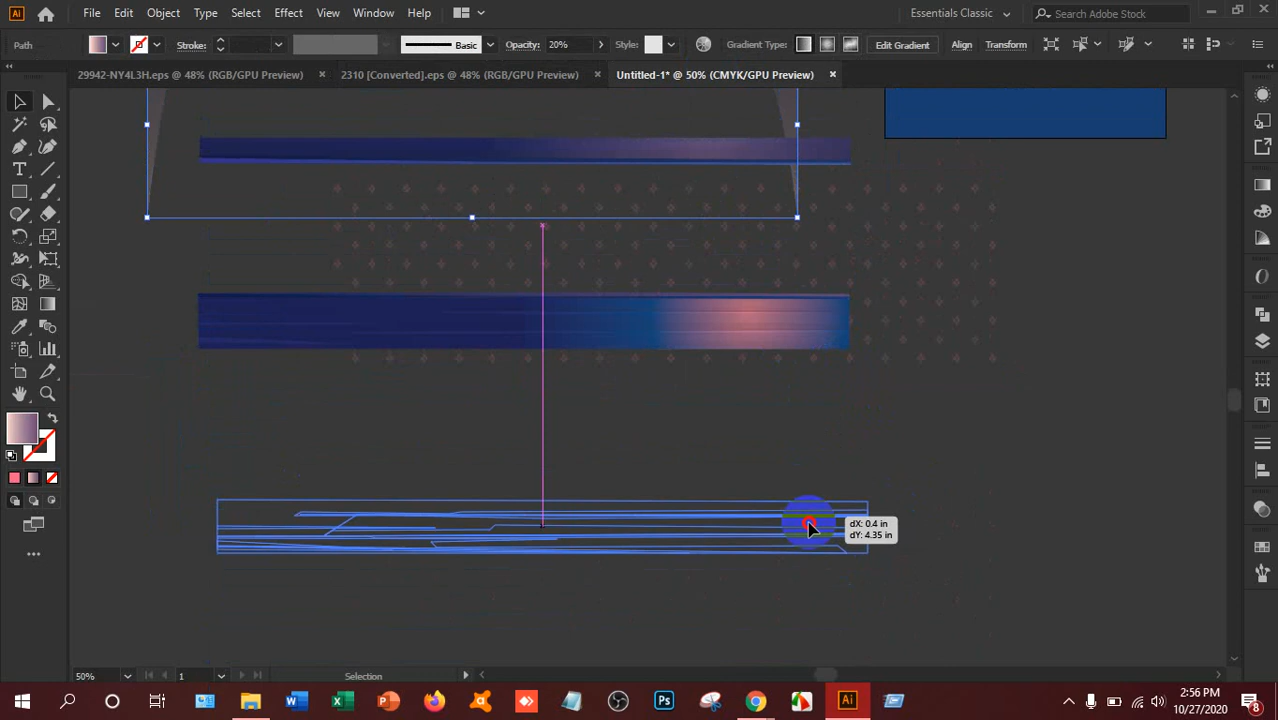 Ai File Edit Object Type Select Effect View Window Help Essentials Classic Search Adobe Stock
Path Stroke: Basic Opacity: 20% Style: Gradient Type: Edit Gradient Align Transform
29942-NY4L3H.eps @ 48% (RGB/GPU Preview) 2310 [Converted].eps @ 48% (RGB/GPU Preview) Untitled-1* @ 50% (CMYK/GPU Preview)
T
dX: 0.4 in
dY: 4.35 in
50% 1 Selection
W X P Ps Ai 2:56 PM
10/27/2020 8